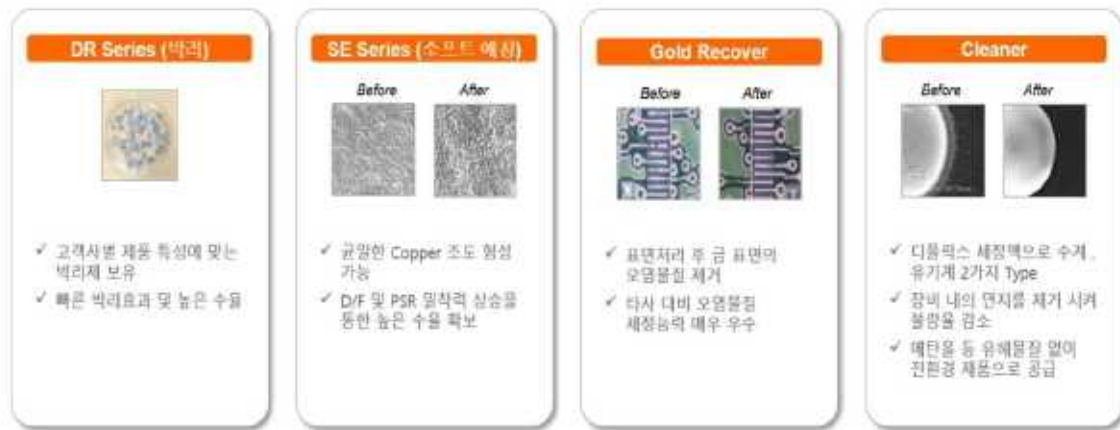 DR Series (박리)
✓ 고객사별 제품 특성에 맞는
박리제 보유
✓ 빠른 박리효과 및 높은 수율
SE Series (소프트 에칭)
Before After
✓ 균일한 Copper 조도 형성
가능
✓ D/F 및 PSR 밀착력 상승을
통한 높은 수율 확보
Gold Recover
Before After
✓ 표면처리 후 금 표면의
오염물질 제거
✓ 타사 대비 오염물질
세정능력 매우 우수
Cleaner
Before After
✓ 디플럭스 세정액으로 수계,
유기계 2가지 Type
✓ 장비 내의 먼지를 제거 시켜
불량율 감소
✓ 메탄올 등 유해물질 없이
친환경 제품으로 공급